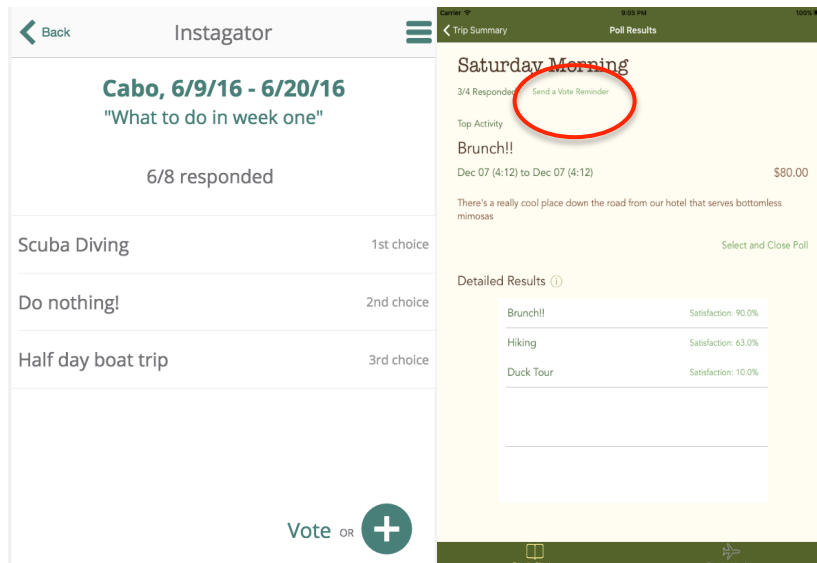 Back
Instagator
Cabo, 6/9/16 - 6/20/16
"What to do in week one"
6/8 responded
Scuba Diving 1st choice
Do nothing! 2nd choice
Half day boat trip 3rd choice
Vote OR +
Carrier 9:05 PM 100%
Trip Summary Poll Results
Saturday Morning
3/4 Responded Send a Vote Reminder
Top Activity
Brunch!!
Dec 07 (4:12) to Dec 07 (4:12) $80.00
There's a really cool place down the road from our hotel that serves bottomless
mimosas
Select and Close Poll
Detailed Results
Brunch!! Satisfaction: 90.0%
Hiking Satisfaction: 63.0%
Duck Tour Satisfaction: 10.0%